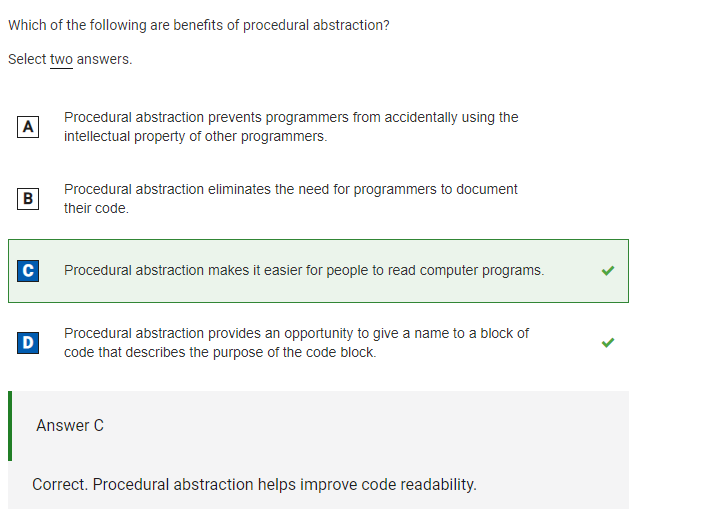 Which of the following are benefits of procedural abstraction?
Select two answers.
A
Procedural abstraction prevents programmers from accidentally using the
intellectual property of other programmers.
B
Procedural abstraction eliminates the need for programmers to document
their code.
C
Procedural abstraction makes it easier for people to read computer programs.
D
Procedural abstraction provides an opportunity to give a name to a block of
code that describes the purpose of the code block.
Answer C
Correct. Procedural abstraction helps improve code readability.